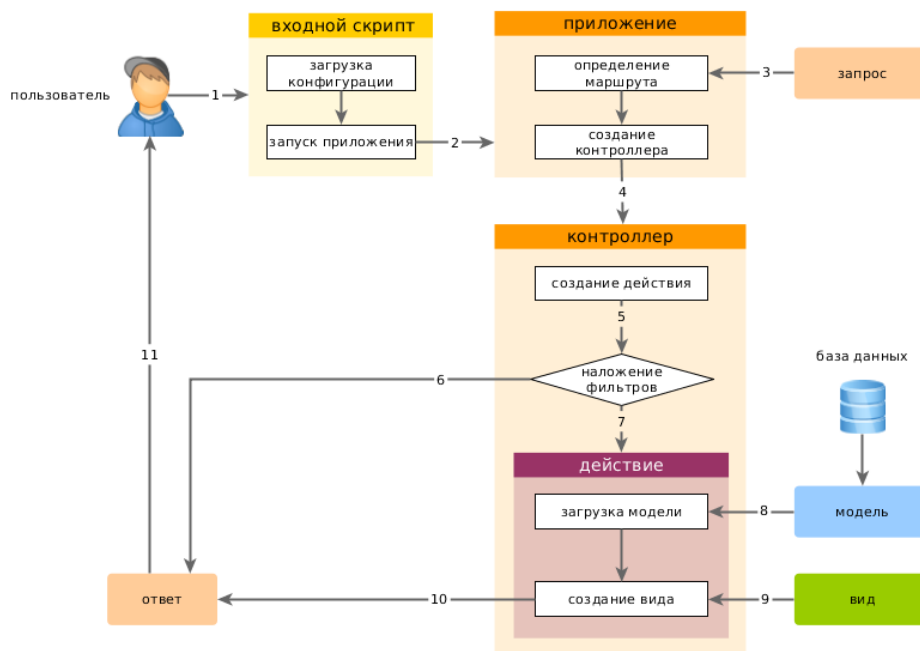 входной скрипт
приложение
загрузка
конфигурации
определение
маршрута
3
запрос
пользователь
1
запуск приложения
2
создание
контроллера
4
контроллер
создание действия
5
11
база данных
6
наложение
фильтров
7
действие
загрузка модели
8
модель
ответ
10
создание вида
9
вид